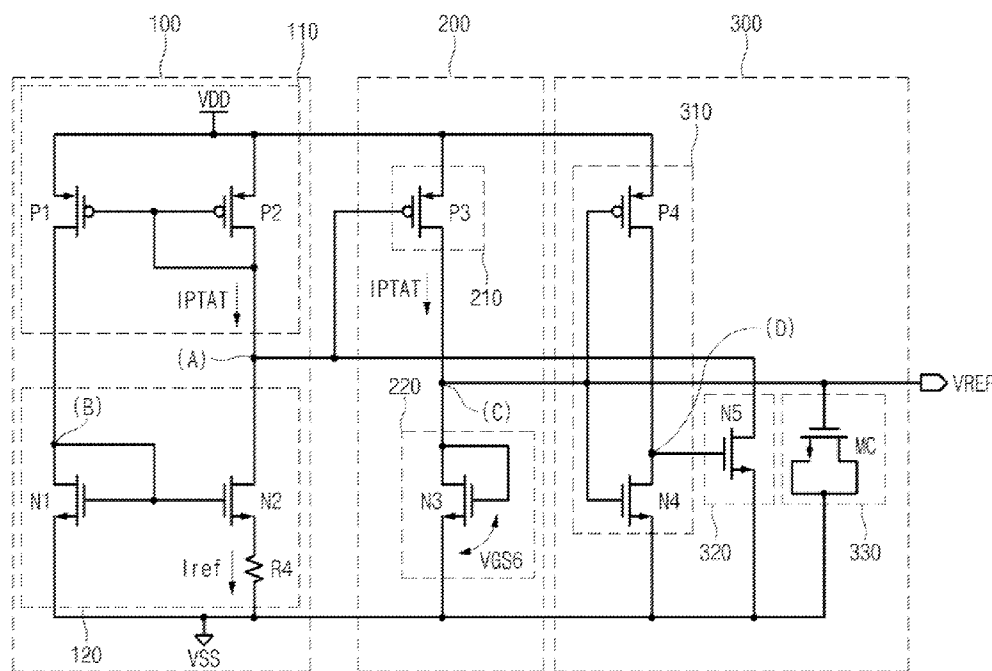 100
110
200
300
VDD
310
P1
P2
P3
P4
IPTAT
IPTAT
210
(A)
(D)
VREF
(B)
220
(C)
N5
MC
N1
N2
N3
N4
VGS6
320
330
Iref
R4
120
VSS